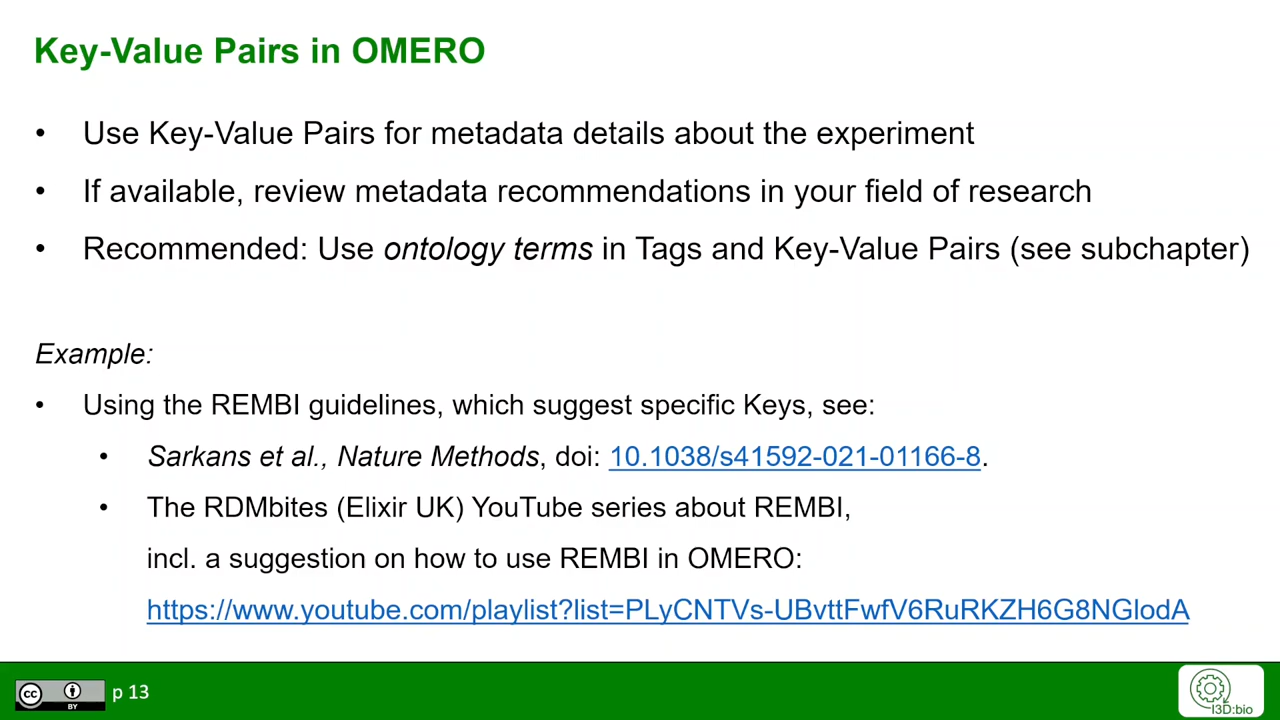 Key-Value Pairs in OMERO
• Use Key-Value Pairs for metadata details about the experiment
• If available, review metadata recommendations in your field of research
• Recommended: Use ontology terms in Tags and Key-Value Pairs (see subchapter)
Example:
• Using the REMBI guidelines, which suggest specific Keys, see:
• Sarkans et al., Nature Methods, doi: 10.1038/s41592-021-01166-8.
• The RDMbites (Elixir UK) YouTube series about REMBI,
incl. a suggestion on how to use REMBI in OMERO:
https://www.youtube.com/playlist?list=PLyCNTVs-UBvttFwfV6RuRKZH6G8NGlodA
cc BY p 13
I3D:bio